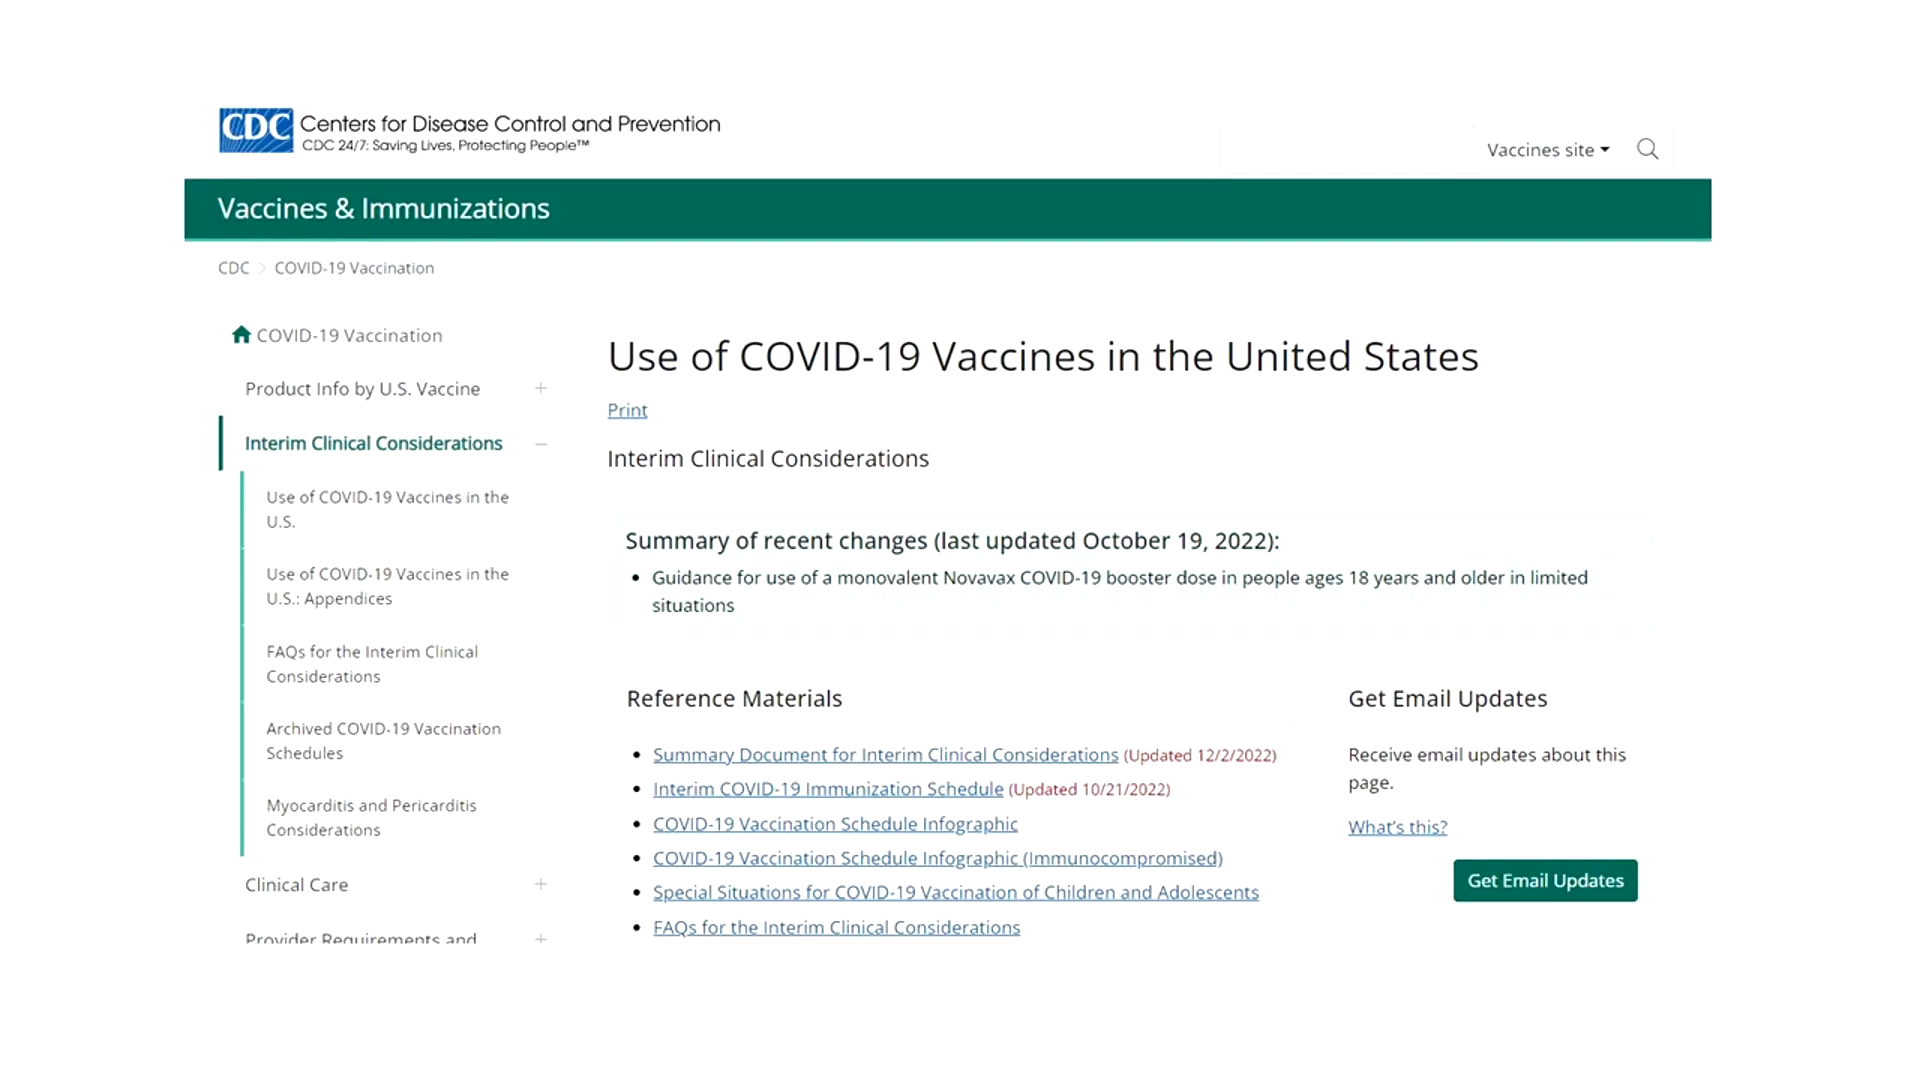 CDC Centers for Disease Control and Prevention
CDC 24/7: Saving Lives, Protecting People™
Vaccines site
Vaccines & Immunizations
CDC > COVID-19 Vaccination
COVID-19 Vaccination
Product Info by U.S. Vaccine +
Interim Clinical Considerations −
Use of COVID-19 Vaccines in the
U.S.
Use of COVID-19 Vaccines in the
U.S.: Appendices
FAQs for the Interim Clinical
Considerations
Archived COVID-19 Vaccination
Schedules
Myocarditis and Pericarditis
Considerations
Clinical Care +
Provider Requirements and +
Use of COVID-19 Vaccines in the United States
Print
Interim Clinical Considerations
Summary of recent changes (last updated October 19, 2022):
• Guidance for use of a monovalent Novavax COVID-19 booster dose in people ages 18 years and older in limited
situations
Reference Materials
• Summary Document for Interim Clinical Considerations (Updated 12/2/2022)
• Interim COVID-19 Immunization Schedule (Updated 10/21/2022)
• COVID-19 Vaccination Schedule Infographic
• COVID-19 Vaccination Schedule Infographic (Immunocompromised)
• Special Situations for COVID-19 Vaccination of Children and Adolescents
• FAQs for the Interim Clinical Considerations
Get Email Updates
Receive email updates about this
page.
What's this?
Get Email Updates